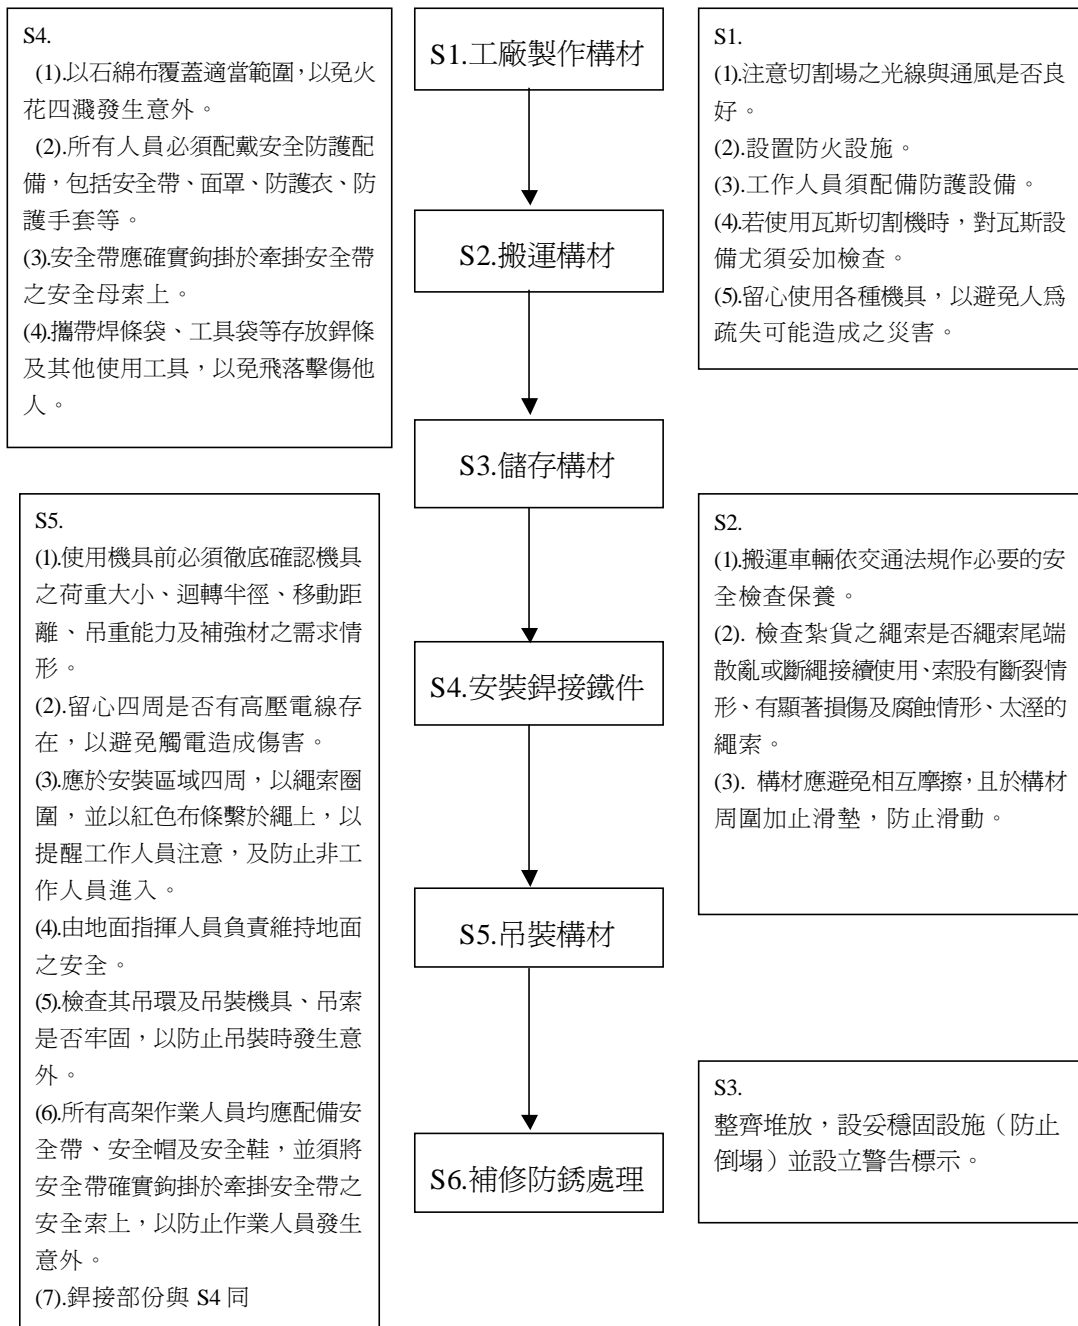 S4.
(1).以石綿布覆蓋適當範圍,以免火
花四濺發生意外。
(2).所有人員必須配戴安全防護配
備,包括安全帶、面罩、防護衣、防
護手套等。
(3).安全帶應確實鉤掛於牽掛安全帶
之安全母索上。
(4).攜帶焊條袋、工具袋等存放銲條
及其他使用工具,以免飛落擊傷他
人。
S5.
(1).使用機具前必須徹底確認機具
之荷重大小、迴轉半徑、移動距
離、吊重能力及補強材之需求情
形。
(2).留心四周是否有高壓電線存
在,以避免觸電造成傷害。
(3).應於安裝區域四周,以繩索圈
圍,並以紅色布條繫於繩上,以
提醒工作人員注意,及防止非工
作人員進入。
(4).由地面指揮人員負責維持地面
之安全。
(5).檢查其吊環及吊裝機具、吊索
是否牢固,以防止吊裝時發生意
外。
(6).所有高架作業人員均應配備安
全帶、安全帽及安全鞋,並須將
安全帶確實鉤掛於牽掛安全帶之
安全索上,以防止作業人員發生
意外。
(7).銲接部份與 S4 同
S1.工廠製作構材
S2.搬運構材
S3.儲存構材
S4.安裝銲接鐵件
S5.吊裝構材
S6.補修防銹處理
S1.
(1).注意切割場之光線與通風是否良
好。
(2).設置防火設施。
(3).工作人員須配備防護設備。
(4).若使用瓦斯切割機時,對瓦斯設
備尤須妥加檢查。
(5).留心使用各種機具,以避免人為
疏失可能造成之災害。
S2.
(1).搬運車輛依交通法規作必要的安
全檢查保養。
(2). 檢查紮貨之繩索是否繩索尾端
散亂或斷繩接續使用、索股有斷裂情
形、有顯著損傷及腐蝕情形、太溼的
繩索。
(3). 構材應避免相互摩擦,且於構材
周圍加止滑墊,防止滑動。
S3.
整齊堆放,設妥穩固設施(防止
倒塌)並設立警告標示。